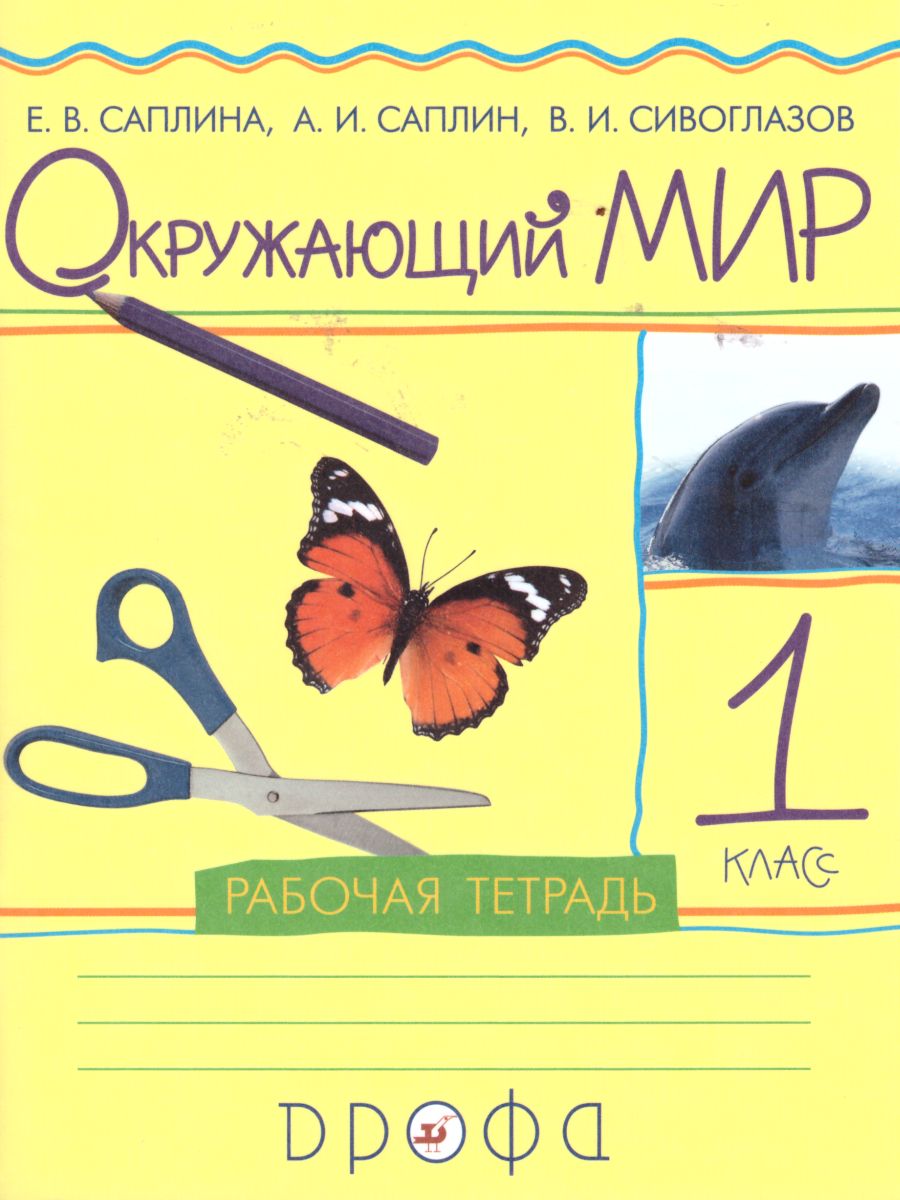 Е. В. САПЛИНА, А. И. САПЛИН, В. И. СИВОГЛАЗОВ
ОКРУЖАЮЩИЙ МИР
1
КЛАСС
РАБОЧАЯ ТЕТРАДЬ
ДРОФА